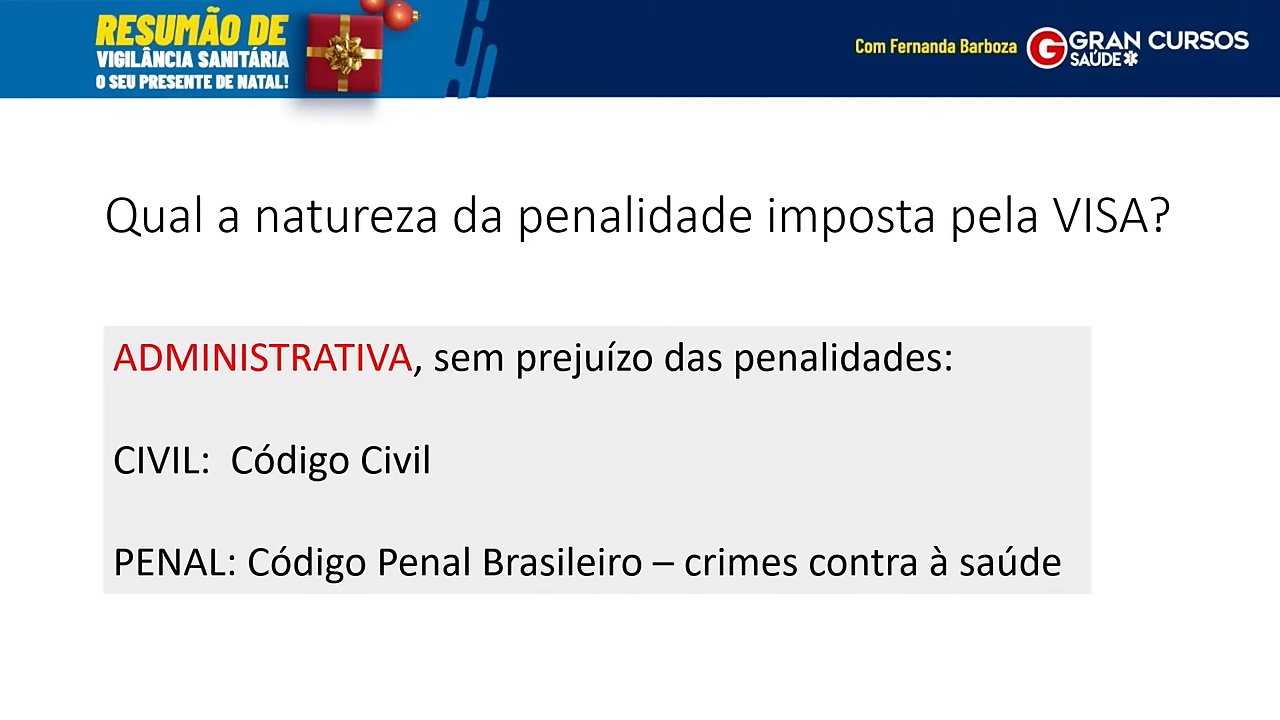 RESUMÃO DE
VIGILÂNCIA SANITÁRIA
O SEU PRESENTE DE NATAL!
Com Fernanda Barboza
GRAN CURSOS
SAÚDE
Qual a natureza da penalidade imposta pela VISA?
ADMINISTRATIVA, sem prejuízo das penalidades:
CIVIL: Código Civil
PENAL: Código Penal Brasileiro – crimes contra à saúde